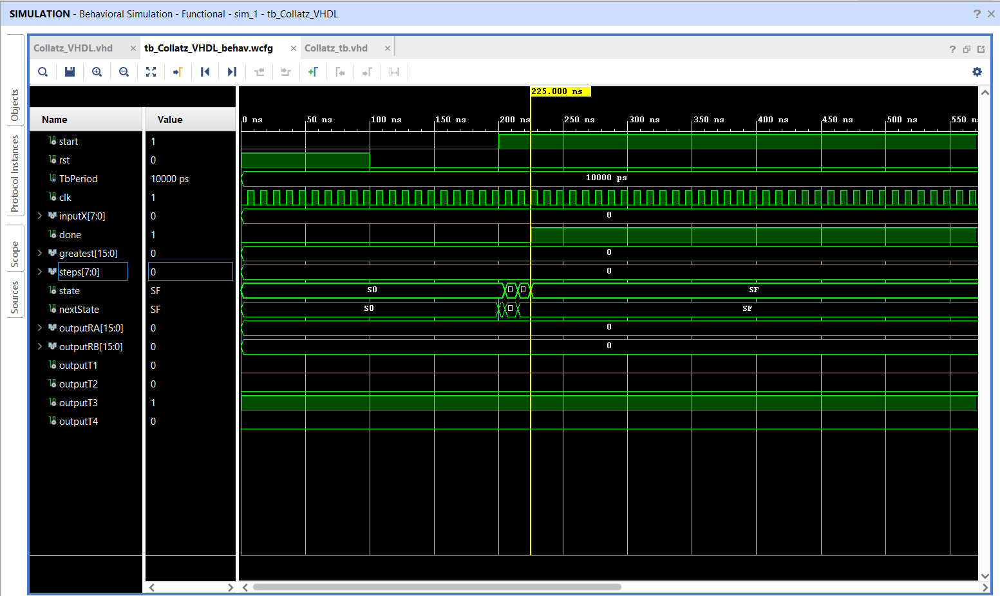 SIMULATION - Behavioral Simulation - Functional - sim_1 - tb_Collatz_VHDL
Objects
Protocol Instances
Scope
Sources
Collatz_VHDL.vhd
tb_Collatz_VHDL_behav.wcfg
Collatz_tb.vhd
225.000 ns
Name Value
0 ns 50 ns 100 ns 150 ns 200 ns 250 ns 300 ns 350 ns 400 ns 450 ns 500 ns 550 n
start 1
rst 0
TbPeriod 10000 ps 10000 ps
clk 1
inputX[7:0] 0 0
done 1
greatest[15:0] 0 0
steps[7:0] 0 0
state SF S0 SF
nextState SF S0 SF
outputRA[15:0] 0 0
outputRB[15:0] 0 0
outputT1 0
outputT2 0
outputT3 1
outputT4 0